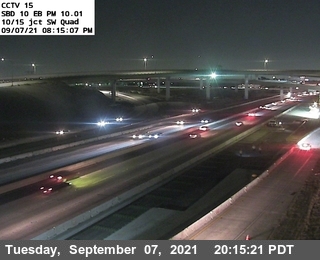 CCTV 15
SBD 10 EB PM 10.01
10/15 jct SW Quad
09/07/21 08:15:07 PM
Tuesday, September 07, 2021 20:15:21 PDT